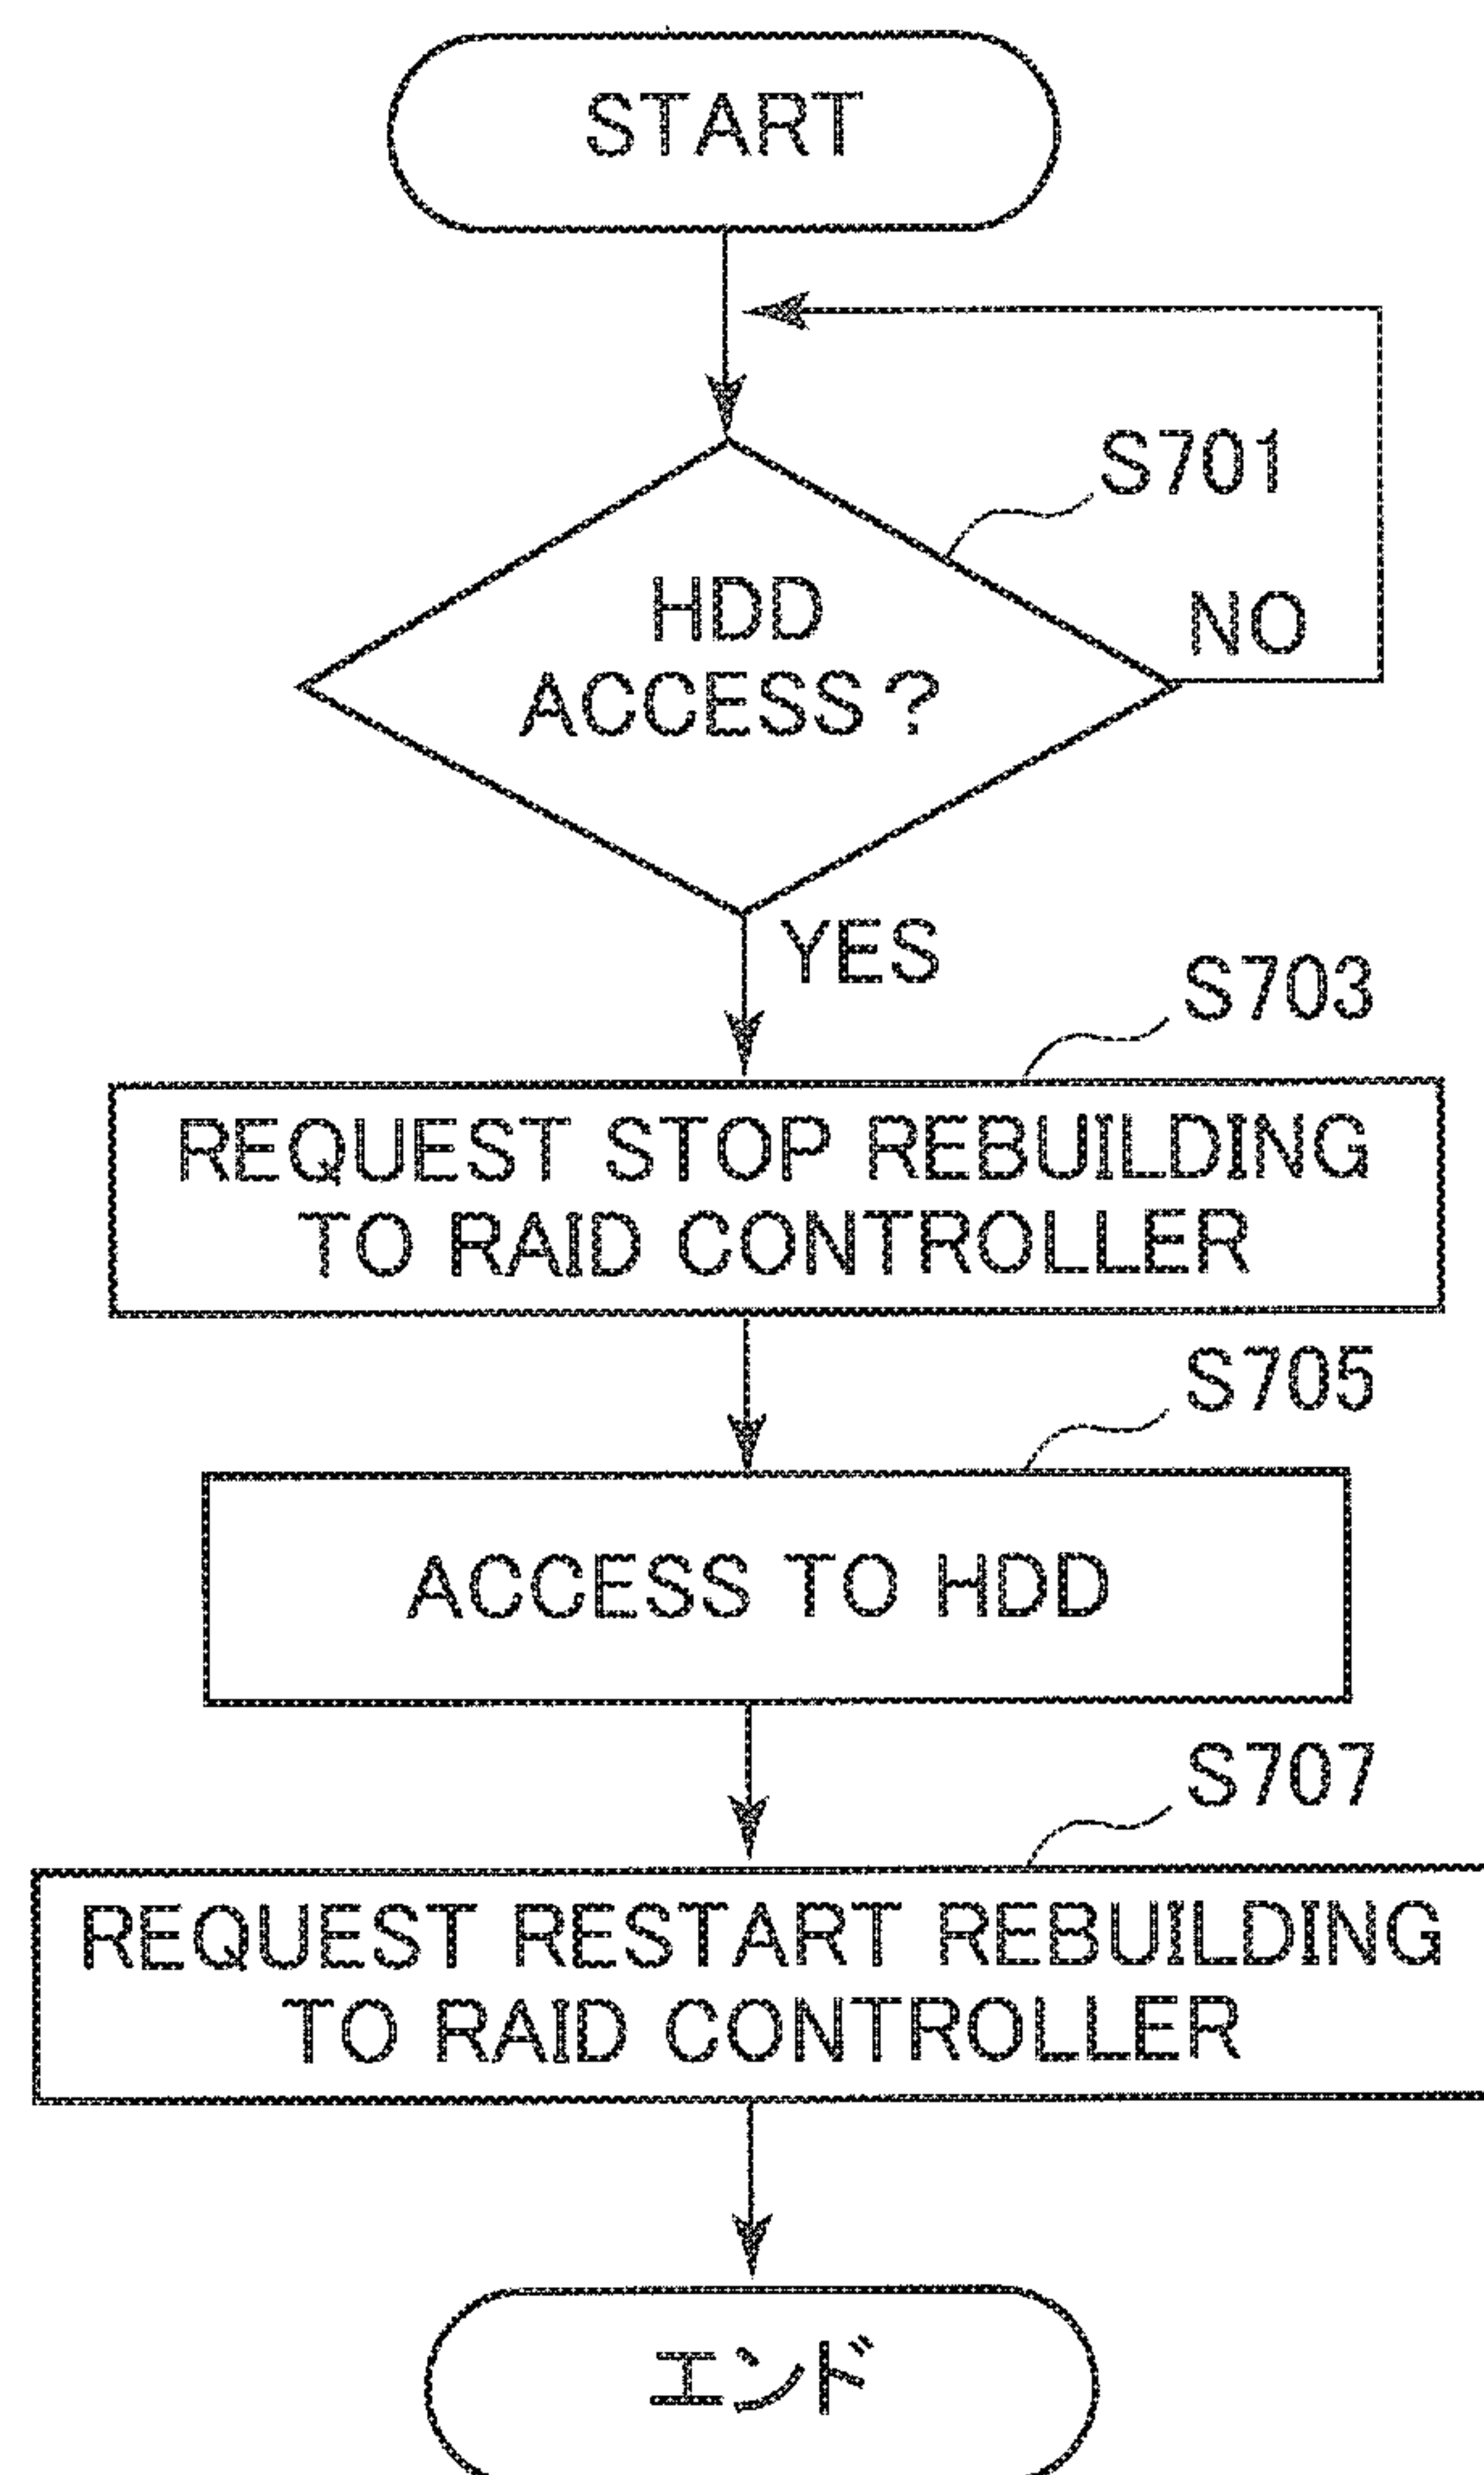 START
S701
HDD
ACCESS?
NO
YES
S703
REQUEST STOP REBUILDING
TO RAID CONTROLLER
S705
ACCESS TO HDD
S707
REQUEST RESTART REBUILDING
TO RAID CONTROLLER
エンド